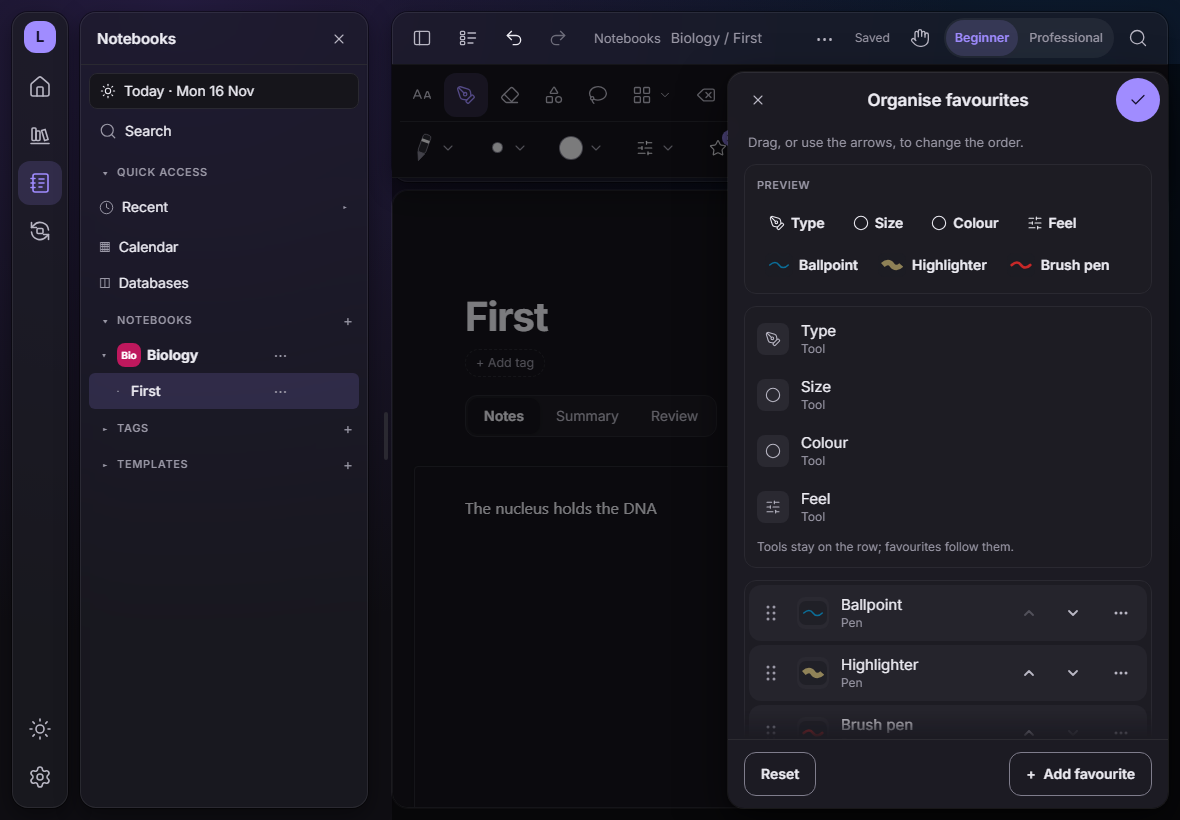 L
Notebooks
Today · Mon 16 Nov
Search
QUICK ACCESS
Recent
Calendar
Databases
NOTEBOOKS
Bio Biology
First
TAGS
TEMPLATES
Notebooks Biology / First
Saved
Beginner Professional
AA
First
+ Add tag
Notes Summary Review
The nucleus holds the DNA
Organise favourites
Drag, or use the arrows, to change the order.
PREVIEW
Type Size Colour Feel
Ballpoint Highlighter Brush pen
Type
Tool
Size
Tool
Colour
Tool
Feel
Tool
Tools stay on the row; favourites follow them.
Ballpoint
Pen
Highlighter
Pen
Brush pen
Reset
+ Add favourite